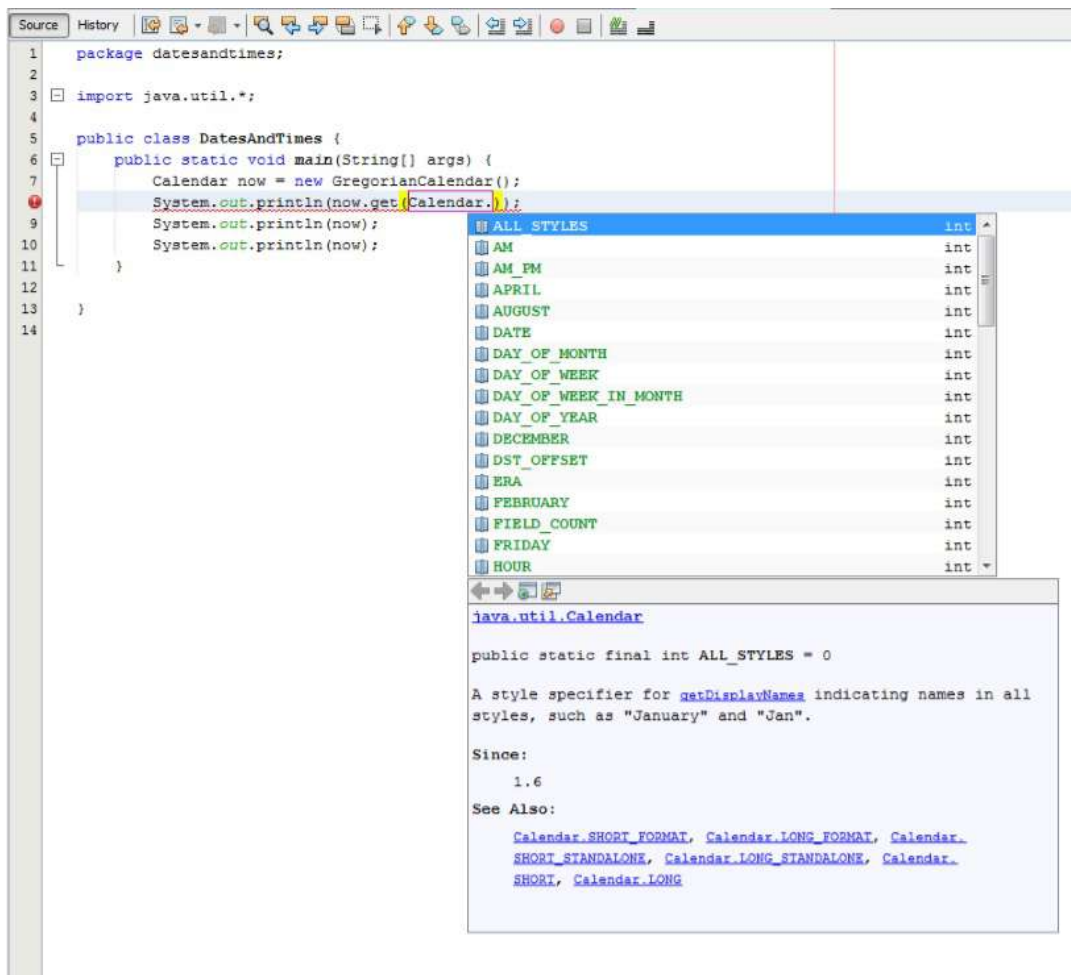 Source History
1 package datesandtimes;
2
3 import java.util.*;
4
5 public class DatesAndTimes {
6 public static void main(String[] args) {
7 Calendar now = new GregorianCalendar();
System.out.println(now.get(Calendar.));
9 System.out.println(now);
10 System.out.println(now);
11 }
12
13 }
14
ALL_STYLES int
AM int
AM_PM int
APRIL int
AUGUST int
DATE int
DAY_OF_MONTH int
DAY_OF_WEEK int
DAY_OF_WEEK_IN_MONTH int
DAY_OF_YEAR int
DECEMBER int
DST_OFFSET int
ERA int
FEBRUARY int
FIELD_COUNT int
FRIDAY int
HOUR int
java.util.Calendar
public static final int ALL_STYLES = 0
A style specifier for getDisplayNames indicating names in all
styles, such as "January" and "Jan".
Since:
1.6
See Also:
Calendar.SHORT_FORMAT, Calendar.LONG_FORMAT, Calendar.
SHORT_STANDALONE, Calendar.LONG_STANDALONE, Calendar.
SHORT, Calendar.LONG